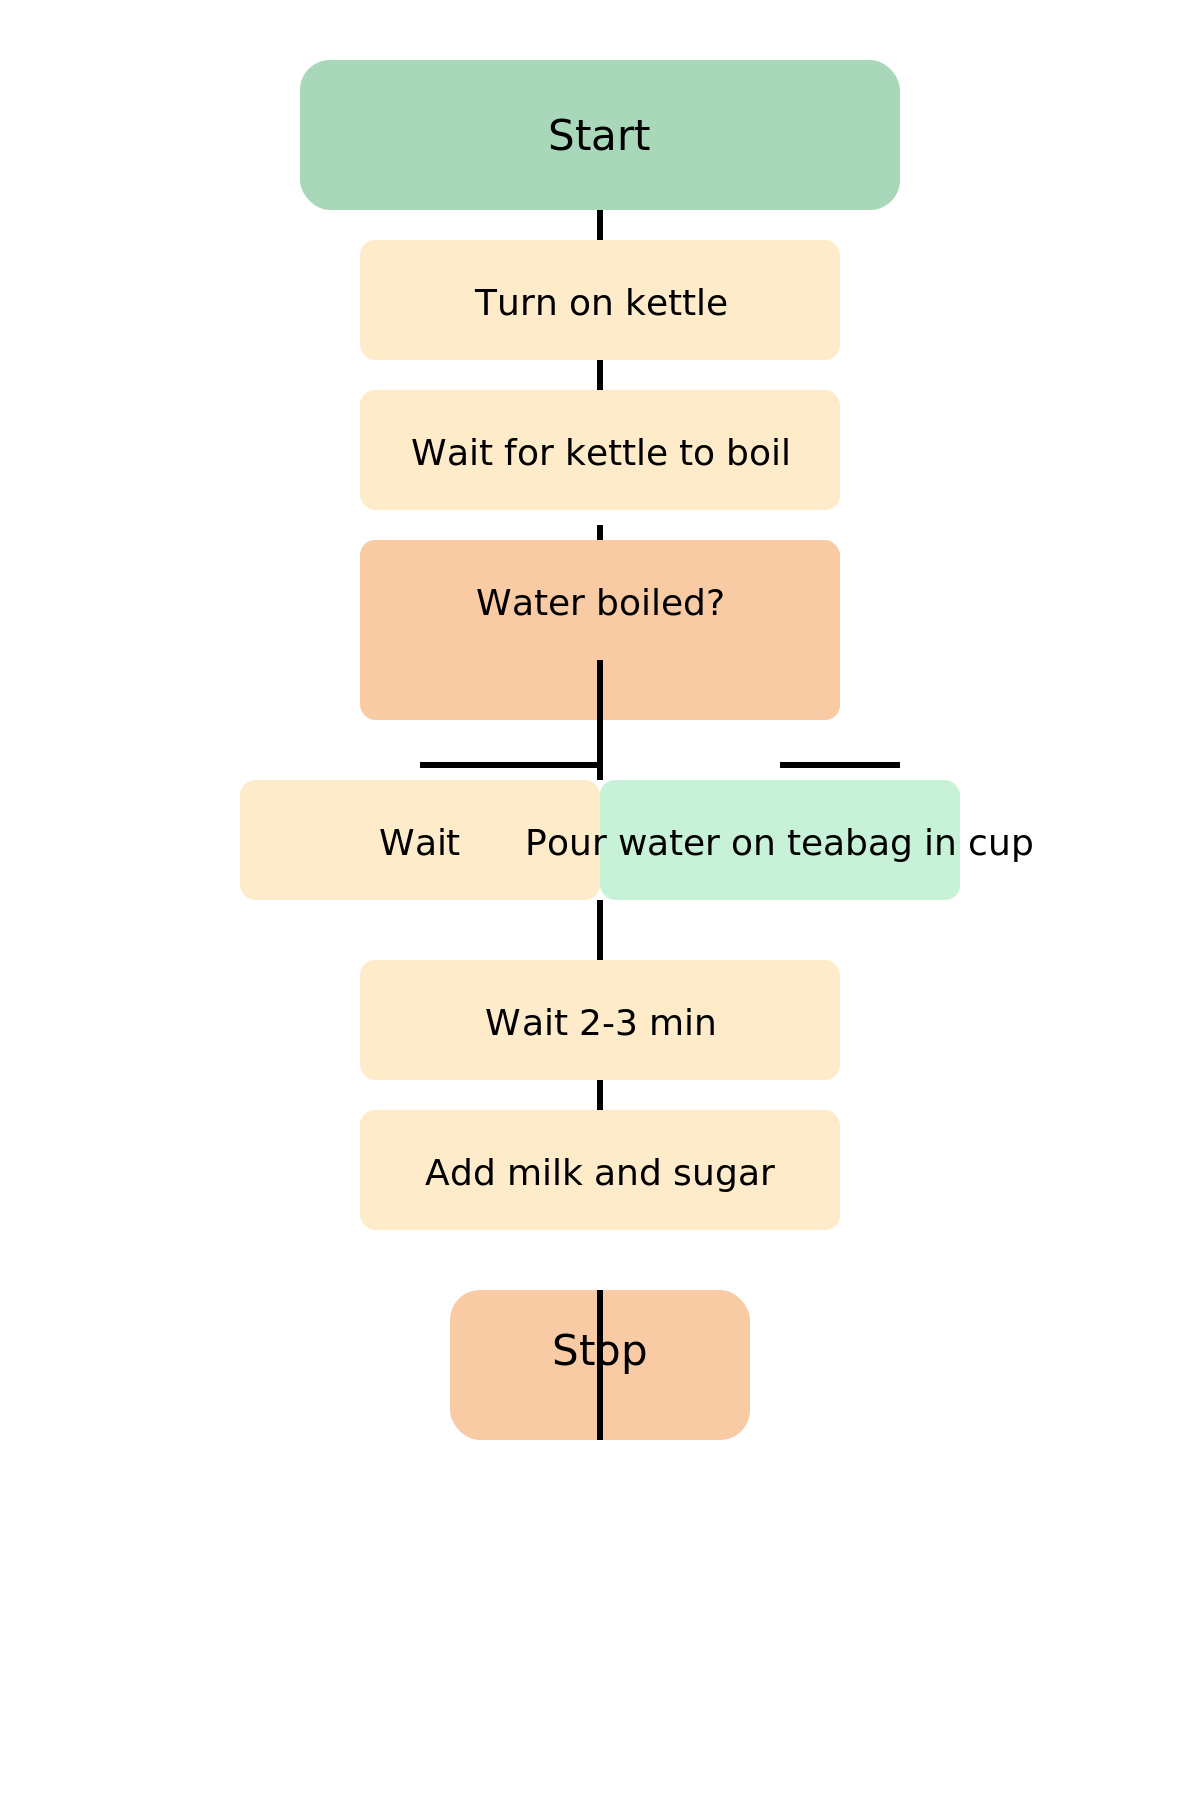 Start
Turn on kettle
Wait for kettle to boil
Water boiled?
Wait
Pour water on teabag in cup
Wait 2-3 min
Add milk and sugar
Stop